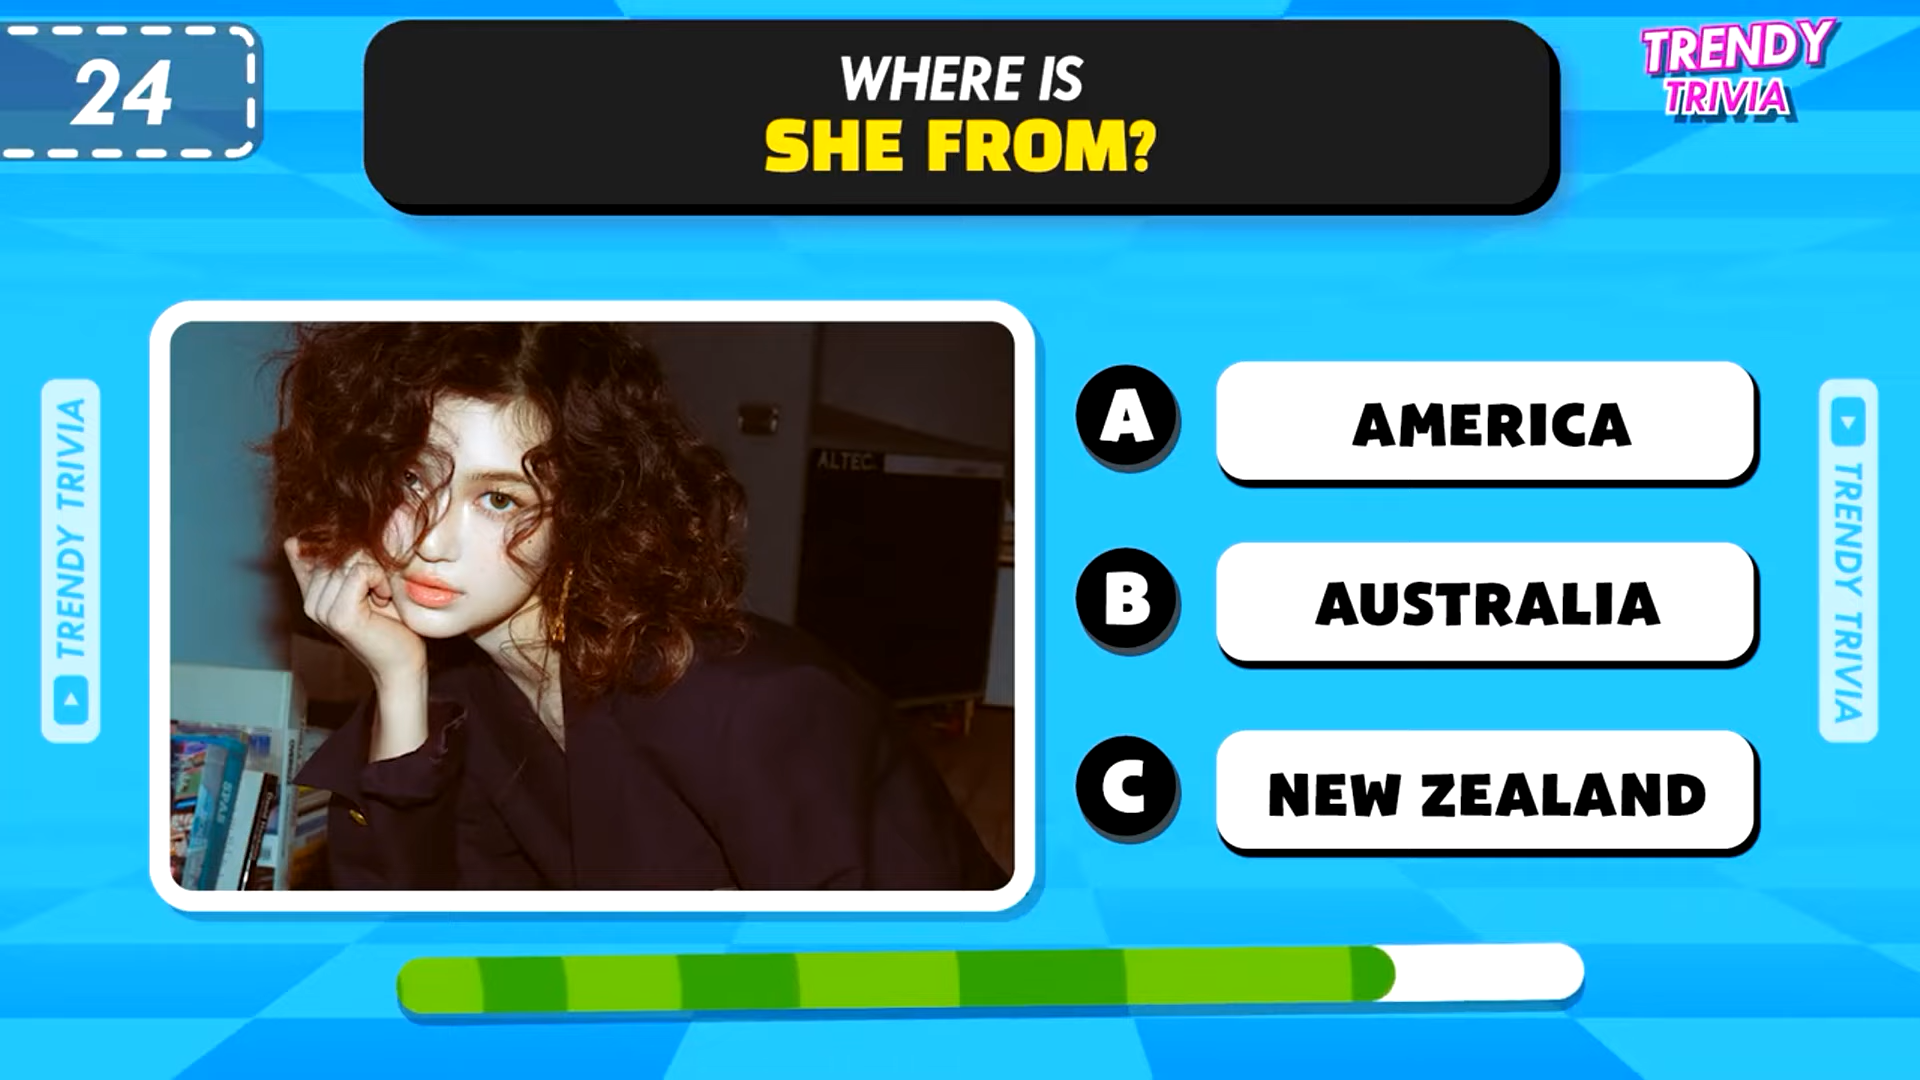 24
WHERE IS
SHE FROM?
TRENDY
TRIVIA
TRENDY TRIVIA
ALTEC
A
AMERICA
B
AUSTRALIA
C
NEW ZEALAND
TRENDY TRIVIA